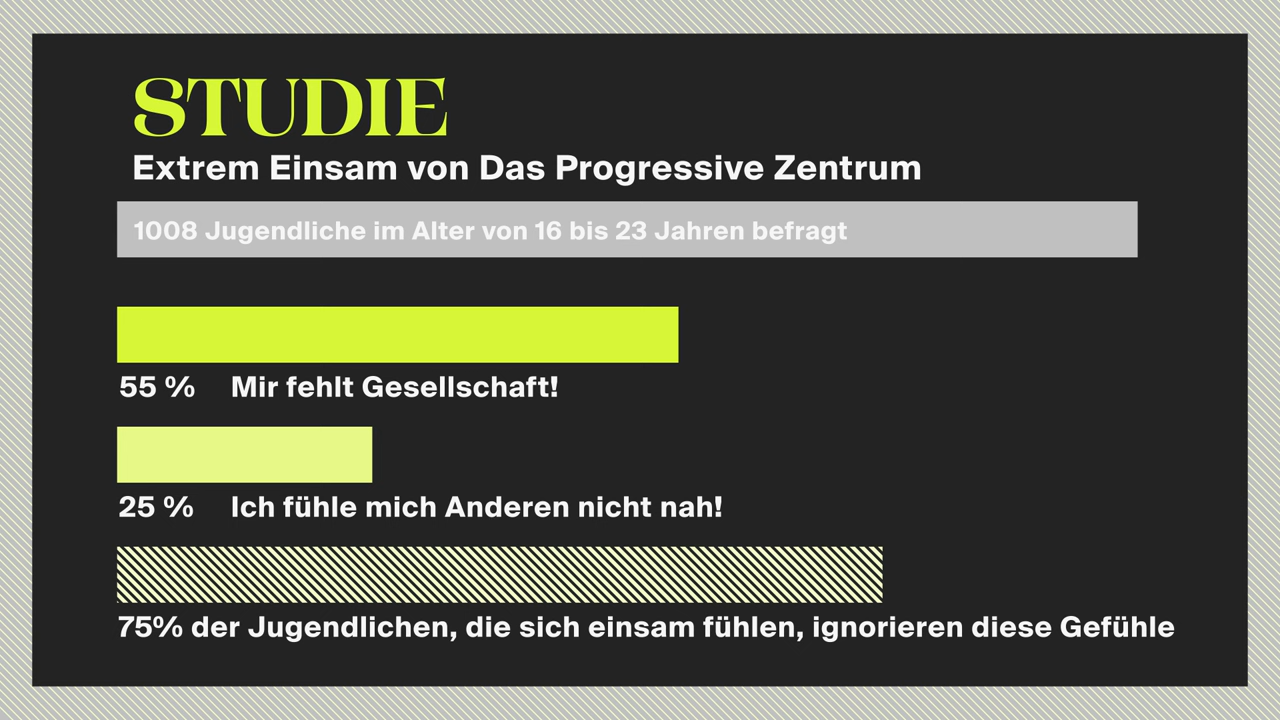 STUDIE
Extrem Einsam von Das Progressive Zentrum
1008 Jugendliche im Alter von 16 bis 23 Jahren befragt
55 % Mir fehlt Gesellschaft!
25 % Ich fühle mich Anderen nicht nah!
75% der Jugendlichen, die sich einsam fühlen, ignorieren diese Gefühle